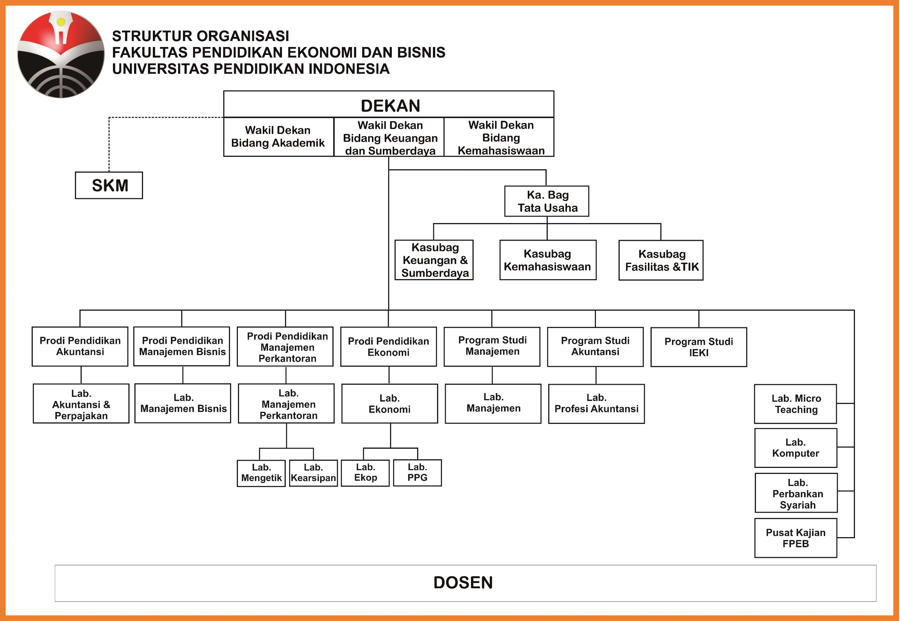 STRUKTUR ORGANISASI
FAKULTAS PENDIDIKAN EKONOMI DAN BISNIS
UNIVERSITAS PENDIDIKAN INDONESIA
DEKAN
Wakil Dekan
Bidang Akademik
Wakil Dekan
Bidang Keuangan
dan Sumberdaya
Wakil Dekan
Bidang
Kemahasiswaan
SKM
Ka. Bag
Tata Usaha
Kasubag
Keuangan &
Sumberdaya
Kasubag
Kemahasiswaan
Kasubag
Fasilitas &TIK
Prodi Pendidikan
Akuntansi
Prodi Pendidikan
Manajemen Bisnis
Prodi Pendidikan
Manajemen
Perkantoran
Prodi Pendidikan
Ekonomi
Program Studi
Manajemen
Program Studi
Akuntansi
Program Studi
IEKI
Lab.
Akuntansi &
Perpajakan
Lab.
Manajemen Bisnis
Lab.
Manajemen
Perkantoran
Lab.
Ekonomi
Lab.
Manajemen
Lab.
Profesi Akuntansi
Lab. Micro
Teaching
Lab.
Komputer
Lab.
Mengetik
Lab.
Kearsipan
Lab.
Ekop
Lab.
PPG
Lab.
Perbankan
Syariah
Pusat Kajian
FPEB
DOSEN